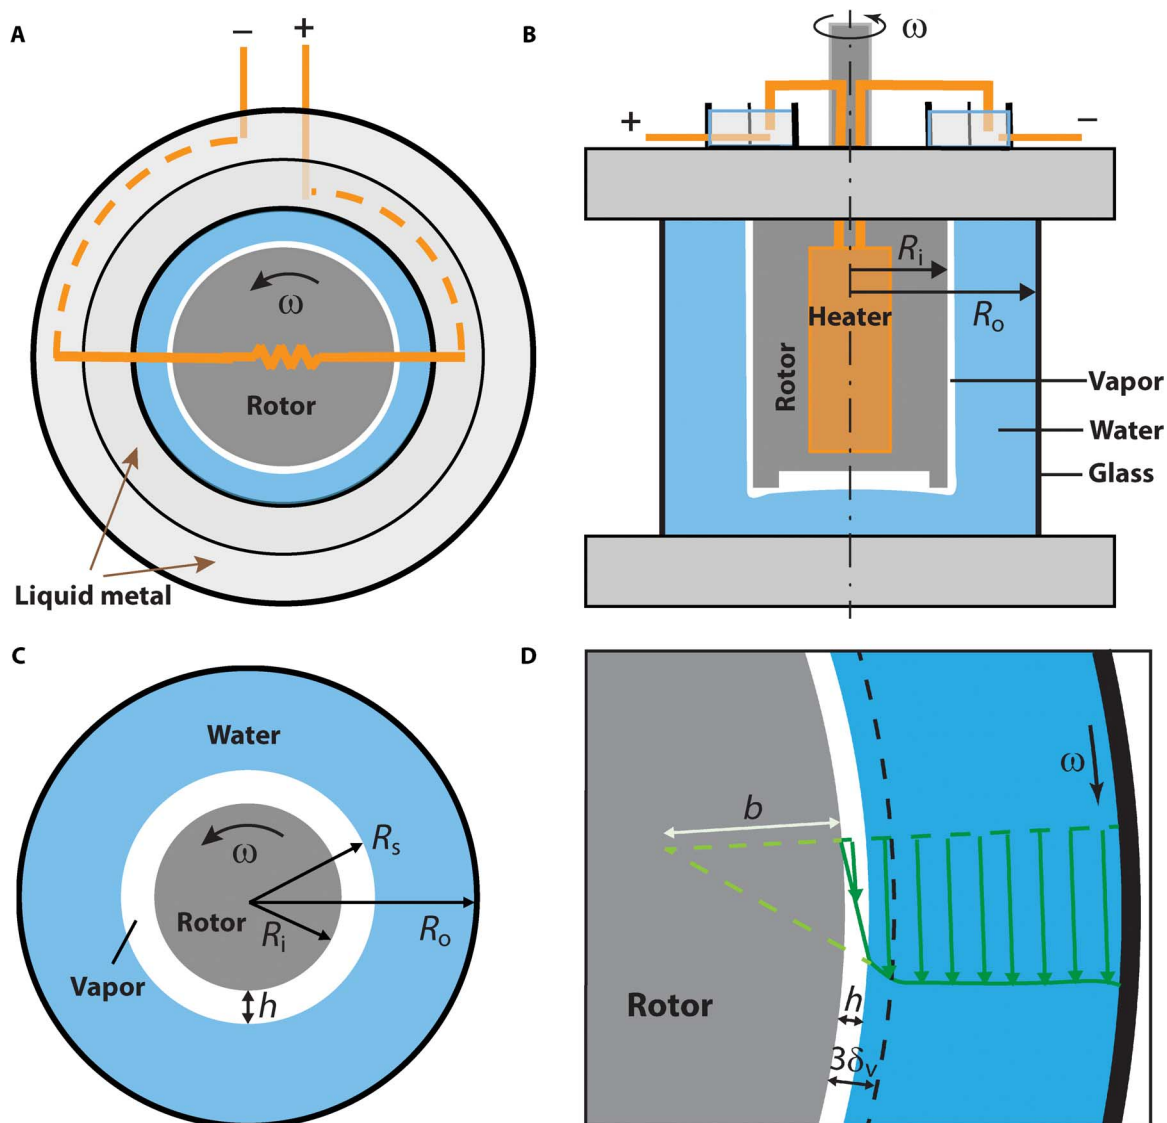 A
− +
ω
Rotor
Liquid metal
B
ω
+ −
Ri
Ro
Heater
Rotor
Vapor
Water
Glass
C
Water
Rs
ω
Rotor
Ri
Ro
Vapor
h
D
ω
b
Rotor
h
3δv